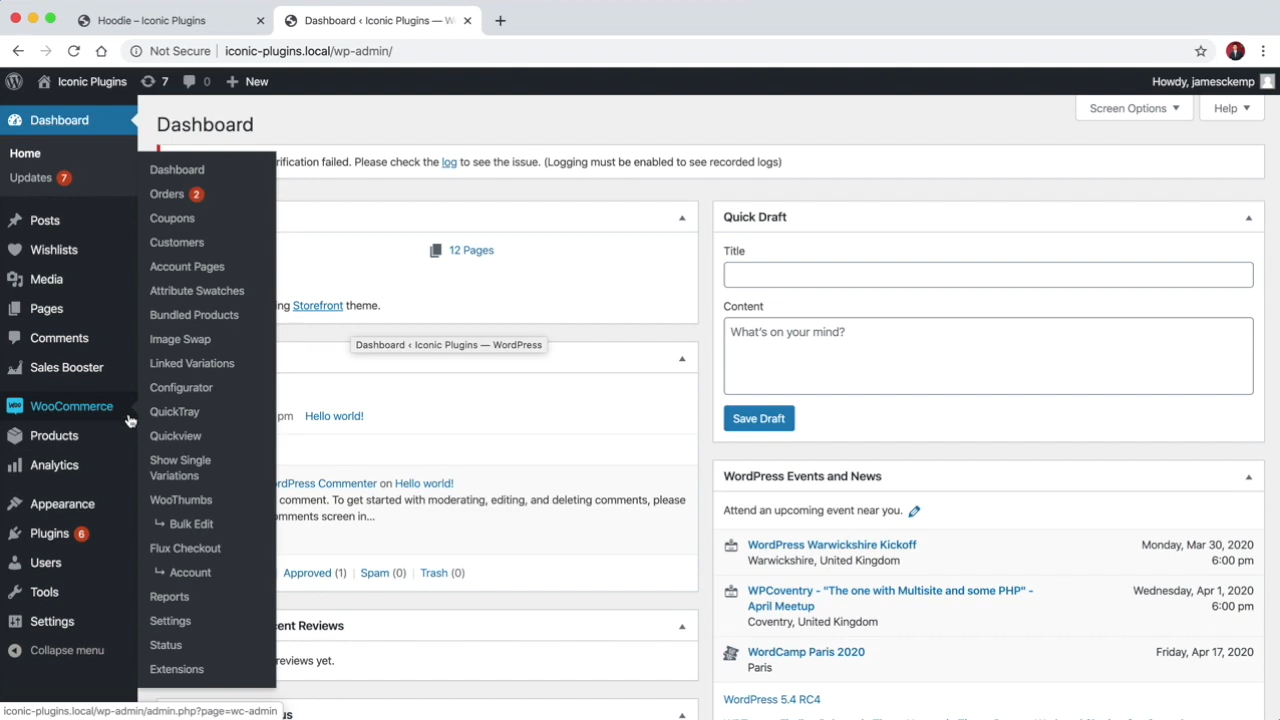 Hoodie – Iconic Plugins
Dashboard ‹ Iconic Plugins — W
Not Secure
iconic-plugins.local/wp-admin/
Iconic Plugins
7
0
New
Howdy, jamesckemp
Dashboard
Home
Updates 7
Posts
Wishlists
Media
Pages
Comments
Sales Booster
WooCommerce
Products
Analytics
Appearance
Plugins 6
Users
Tools
Settings
Collapse menu
Dashboard
Orders 2
Coupons
Customers
Account Pages
Attribute Swatches
Bundled Products
Image Swap
Linked Variations
Configurator
QuickTray
Quickview
Show Single
Variations
WooThumbs
↳ Bulk Edit
Flux Checkout
↳ Account
Reports
Settings
Status
Extensions
Dashboard
Screen Options
Help
rification failed. Please check the log to see the issue. (Logging must be enabled to see recorded logs)
12 Pages
ng Storefront theme.
Dashboard ‹ Iconic Plugins — WordPress
pm Hello world!
rdPress Commenter on Hello world!
comment. To get started with moderating, editing, and deleting comments, please
omments screen in...
Approved (1) Spam (0) Trash (0)
cent Reviews
reviews yet.
us
Quick Draft
Title
Content
What's on your mind?
Save Draft
WordPress Events and News
Attend an upcoming event near you.
WordPress Warwickshire Kickoff
Warwickshire, United Kingdom
Monday, Mar 30, 2020
6:00 pm
WPCoventry - "The one with Multisite and some PHP" -
April Meetup
Coventry, United Kingdom
Wednesday, Apr 1, 2020
6:00 pm
WordCamp Paris 2020
Paris
Friday, Apr 17, 2020
WordPress 5.4 RC4
iconic-plugins.local/wp-admin/admin.php?page=wc-admin